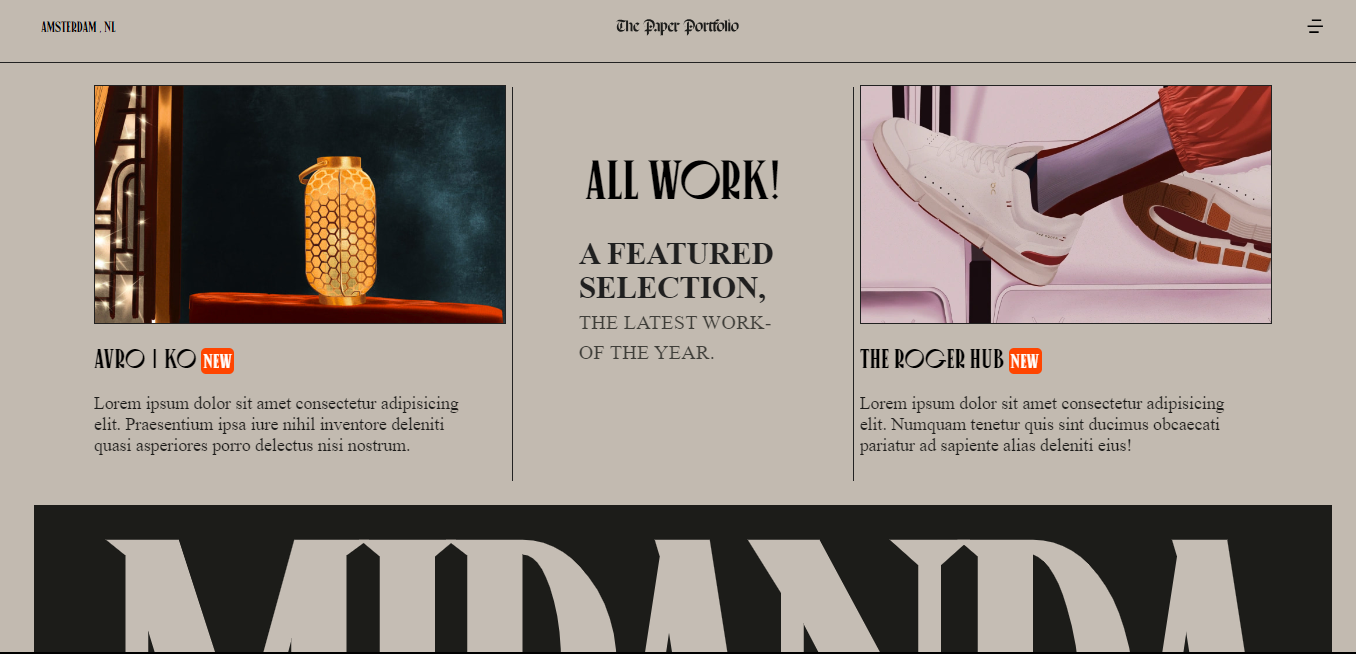 AMSTERDAM , NL
The Paper Portfolio
AVRO | KO NEW
Lorem ipsum dolor sit amet consectetur adipisicing
elit. Praesentium ipsa iure nihil inventore deleniti
quasi asperiores porro delectus nisi nostrum.
ALL WORK!
A FEATURED
SELECTION,
THE LATEST WORK-
OF THE YEAR.
THE ROGER HUB NEW
Lorem ipsum dolor sit amet consectetur adipisicing
elit. Numquam tenetur quis sint ducimus obcaecati
pariatur ad sapiente alias deleniti eius!
MIRANDA